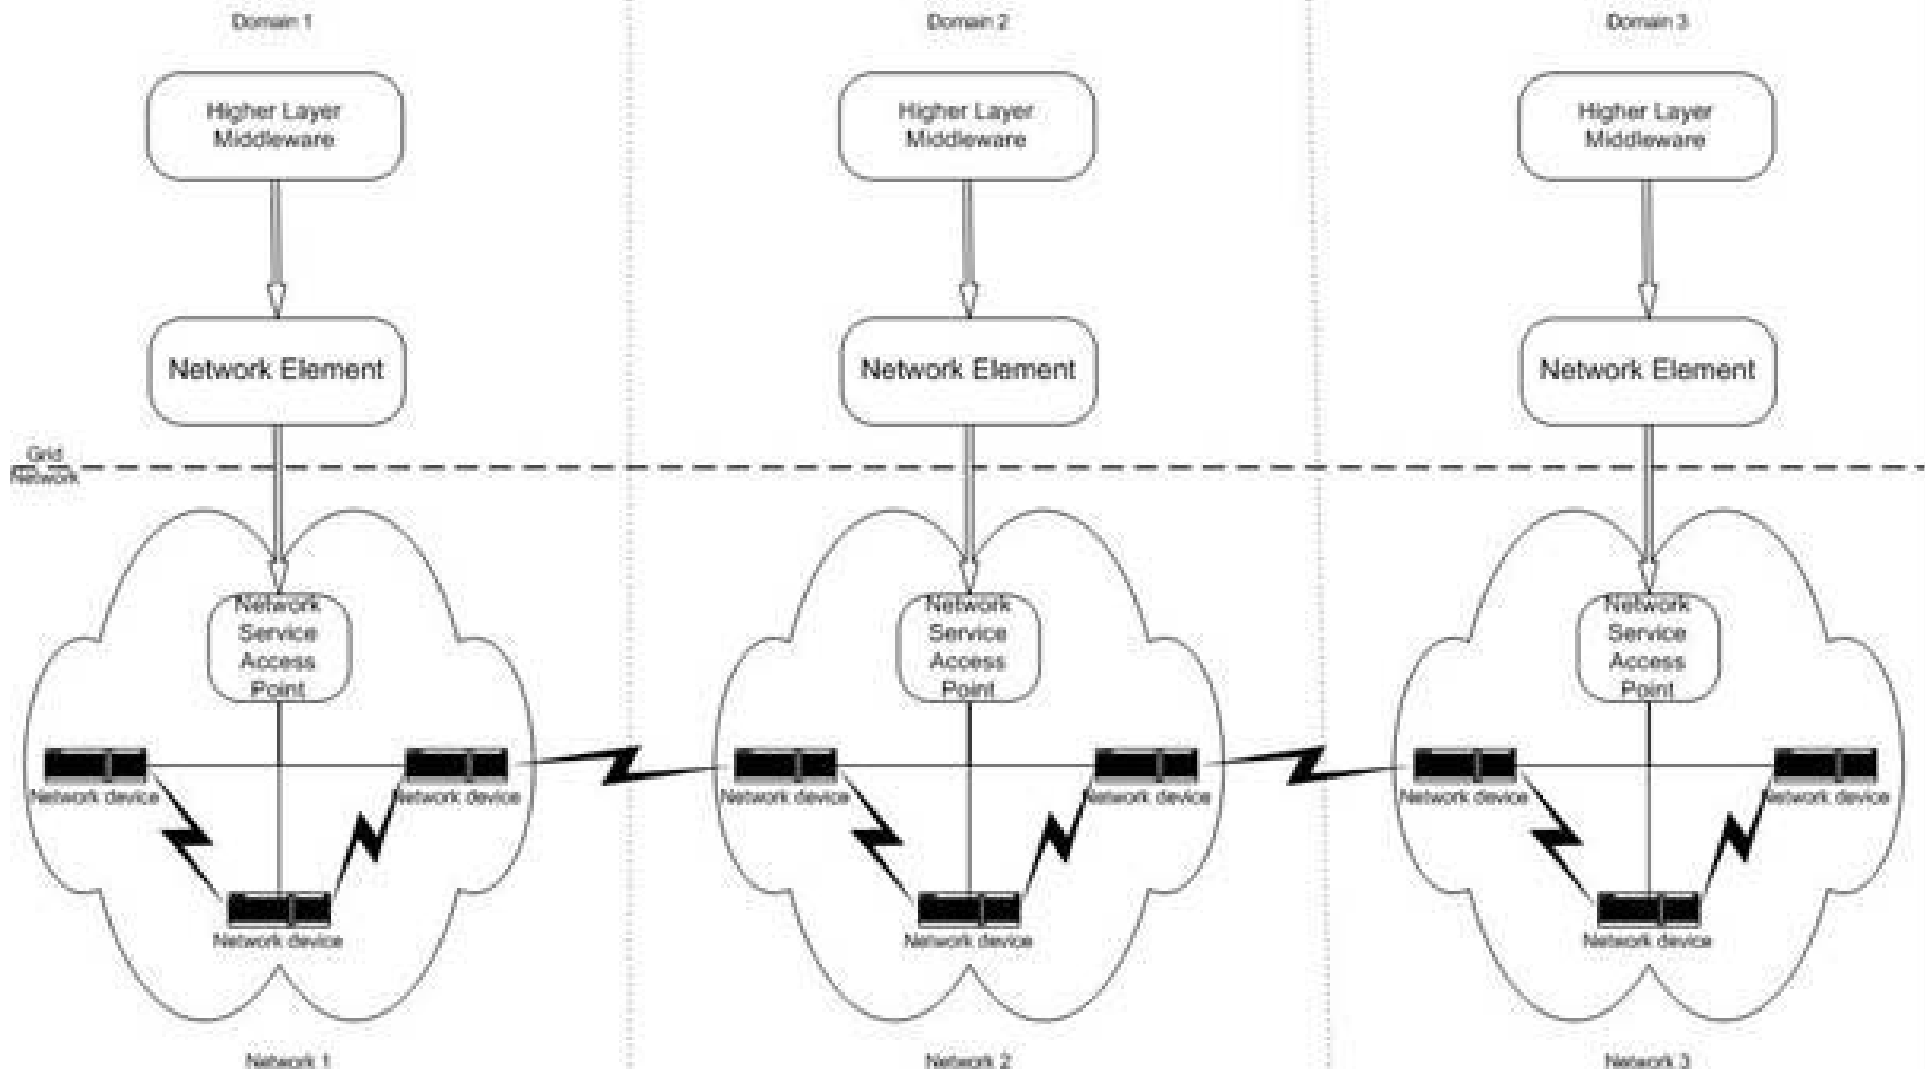 Domain 1
Domain 2
Domain 3
Higher Layer
Middleware
Higher Layer
Middleware
Higher Layer
Middleware
Network Element
Network Element
Network Element
Grid
Network
Network
Service
Access
Point
Network
Service
Access
Point
Network
Service
Access
Point
Network device
Network device
Network device
Network device
Network device
Network device
Network device
Network device
Network device
Network 1
Network 2
Network 3